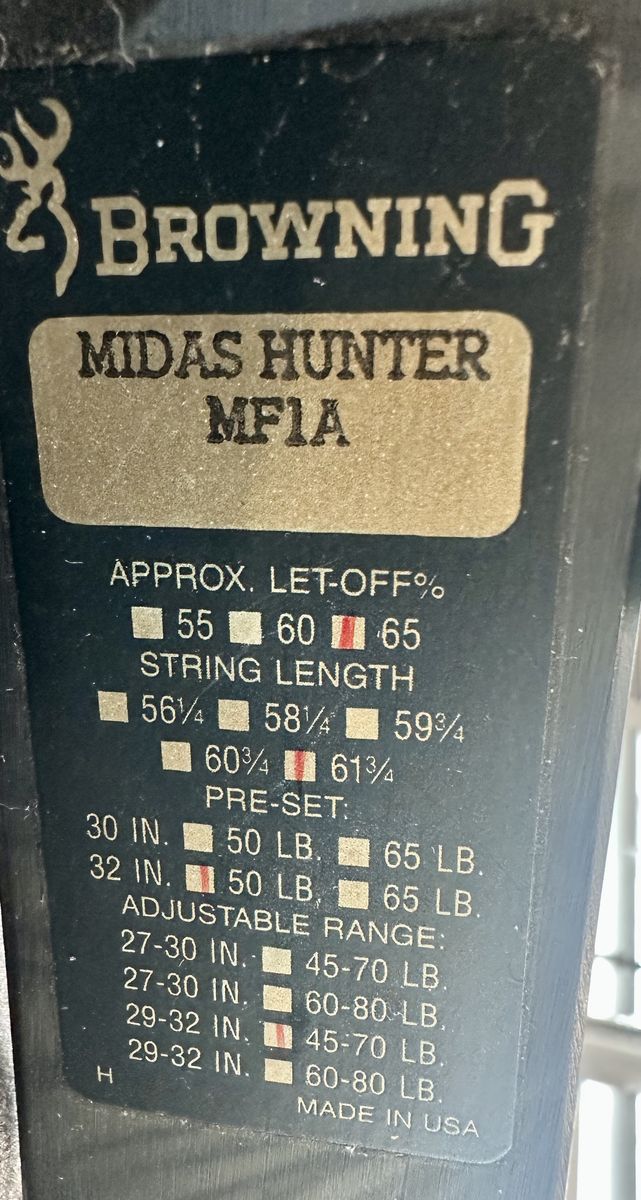 BROWNING
MIDAS HUNTER
MF1A
APPROX. LET-OFF%
55 60 65
STRING LENGTH
56¼ 58¼ 59¾
60¾ 61¾
PRE-SET:
30 IN. 50 LB. 65 LB.
32 IN. 50 LB. 65 LB.
ADJUSTABLE RANGE:
27-30 IN. 45-70 LB.
27-30 IN. 60-80 LB.
29-32 IN. 45-70 LB.
29-32 IN. 60-80 LB.
H
MADE IN USA